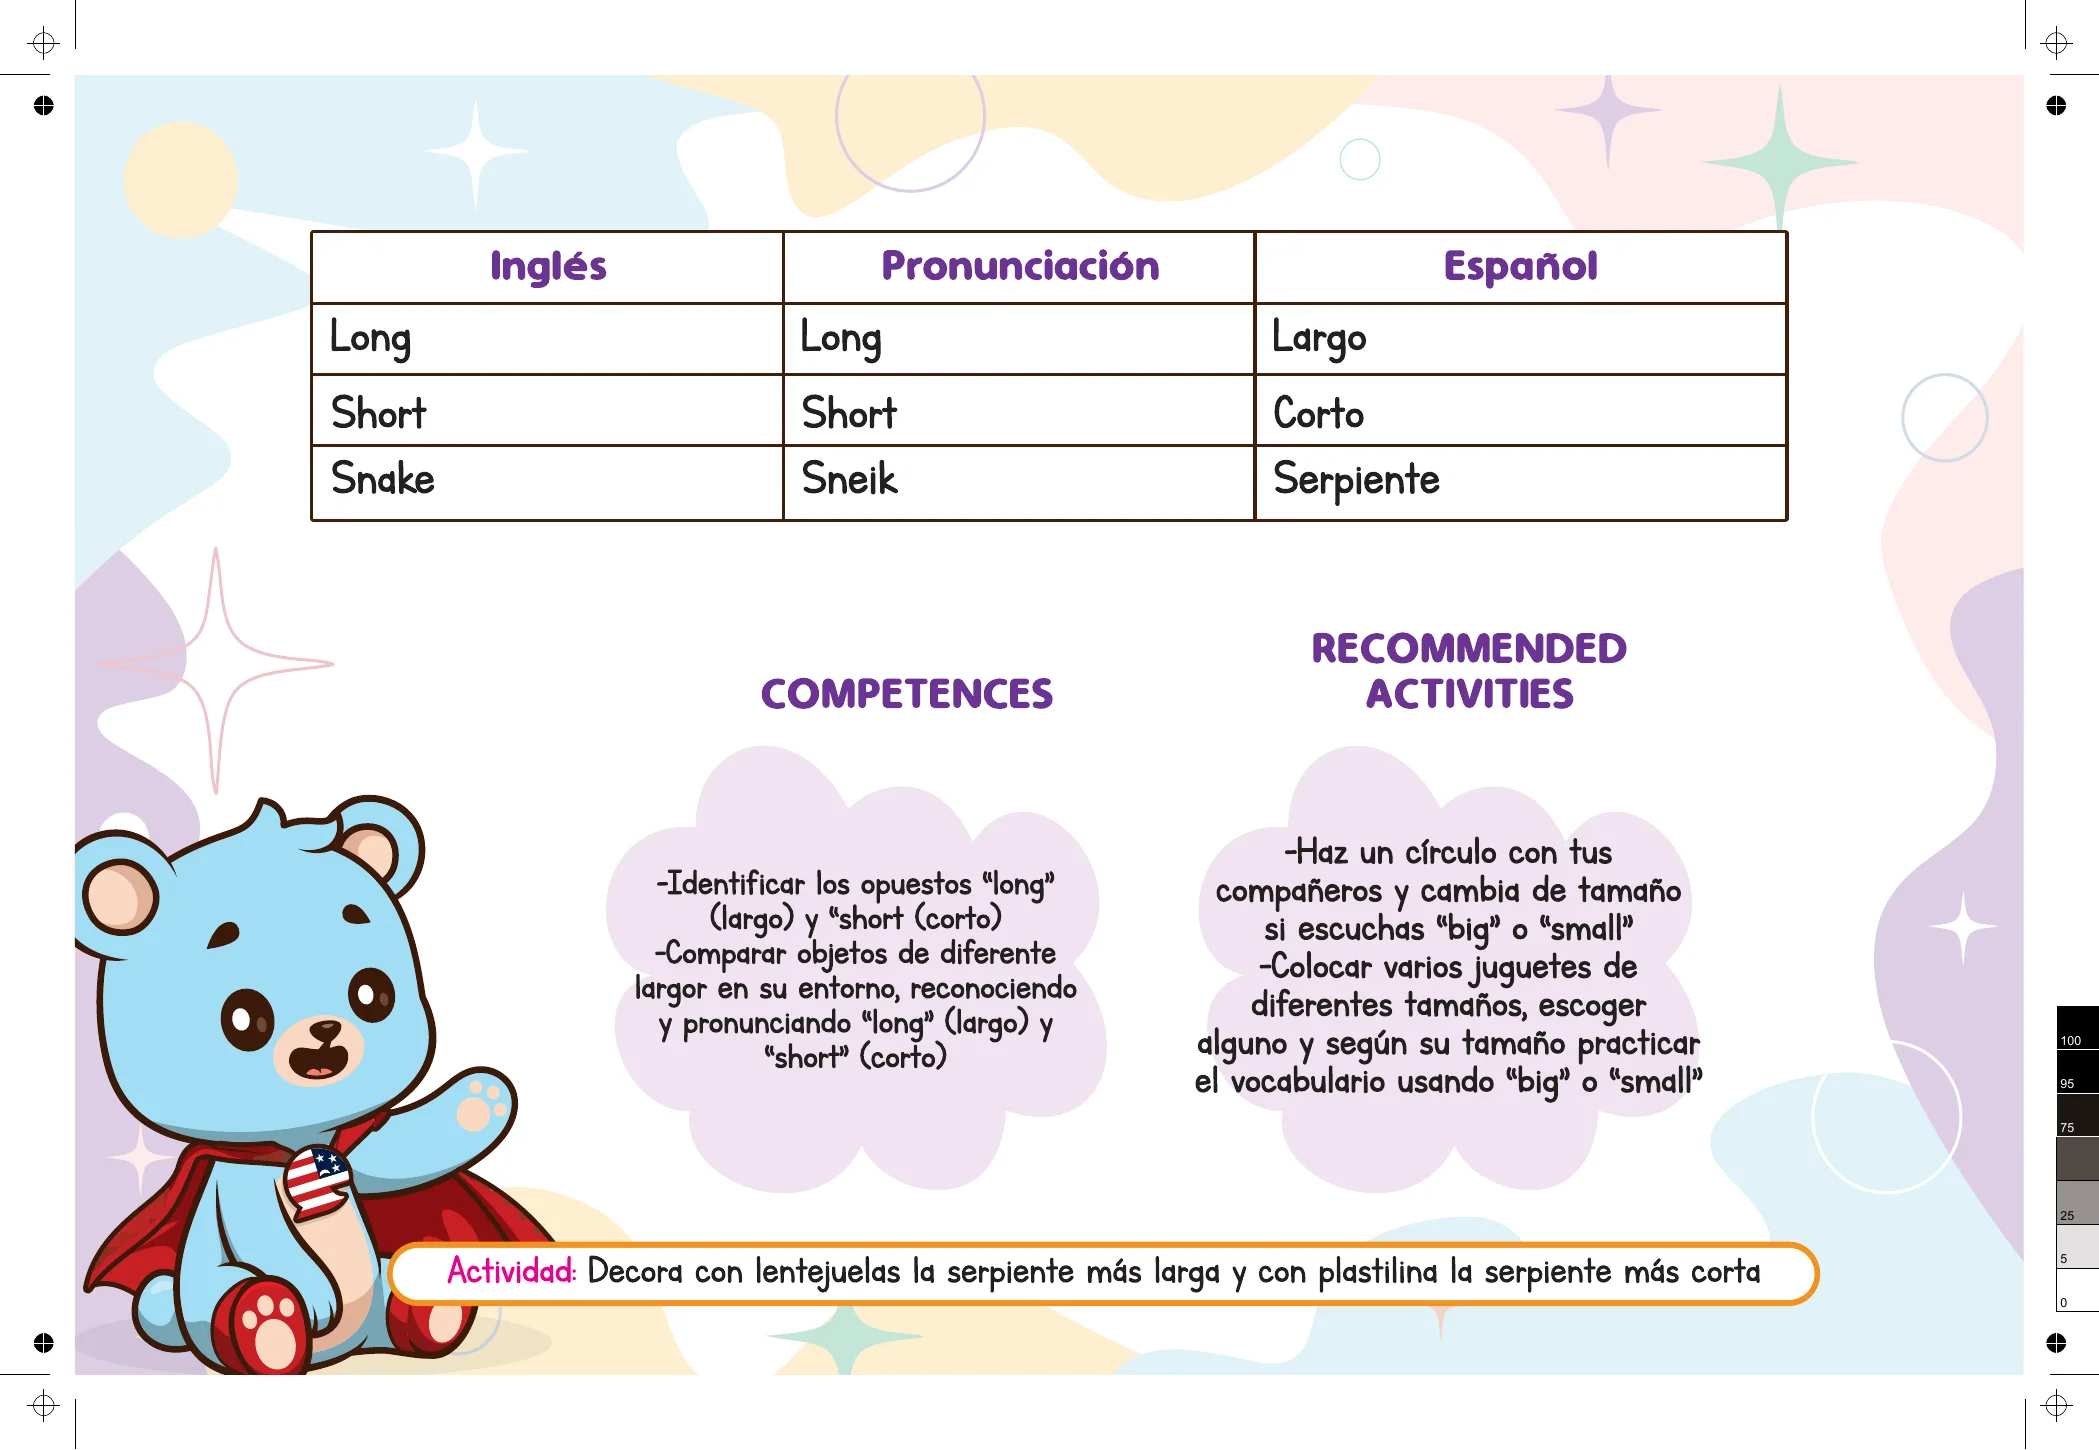 Inglés Pronunciación Español
Long Long Largo
Short Short Corto
Snake Sneik Serpiente
COMPETENCES
-Identificar los opuestos “long”
(largo) y “short (corto)
-Comparar objetos de diferente
largor en su entorno, reconociendo
y pronunciando “long” (largo) y
“short” (corto)
RECOMMENDED
ACTIVITIES
-Haz un círculo con tus
compañeros y cambia de tamaño
si escuchas “big” o “small”
-Colocar varios juguetes de
diferentes tamaños, escoger
alguno y según su tamaño practicar
el vocabulario usando “big” o “small”
Actividad: Decora con lentejuelas la serpiente más larga y con plastilina la serpiente más corta
100
95
75
25
5
0